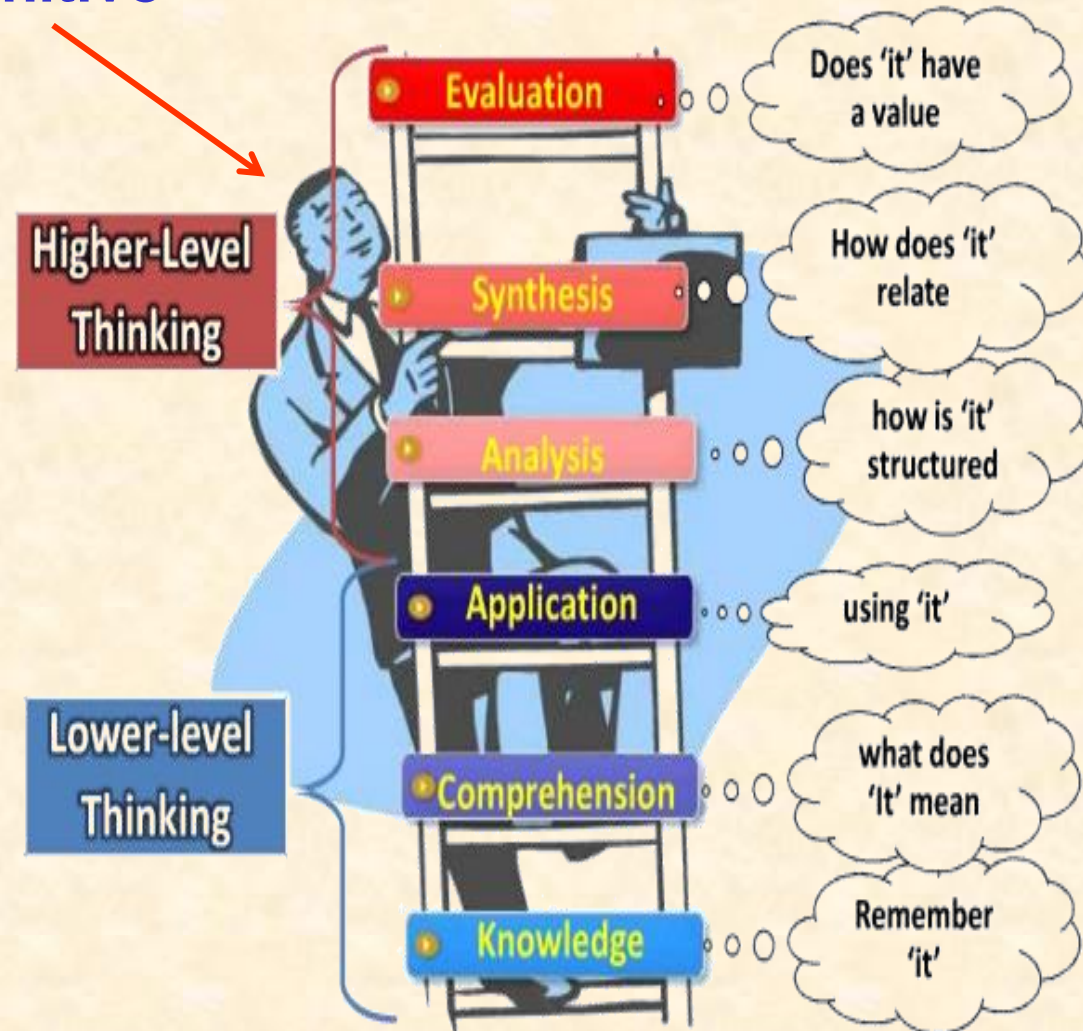 Evaluation
Does ‘it’ have
a value
Higher-Level
Thinking
Synthesis
How does ‘it’
relate
Analysis
how is ‘it’
structured
Application
using ‘it’
Lower-level
Thinking
Comprehension
what does
‘It’ mean
Knowledge
Remember
‘it’